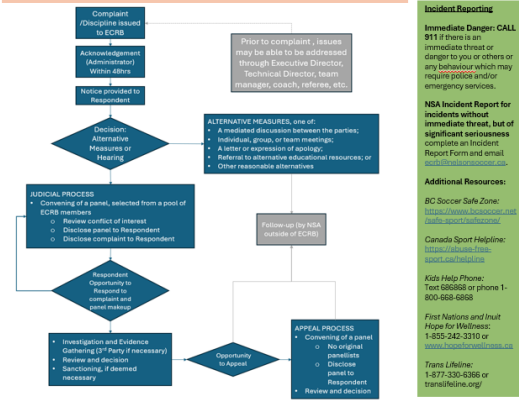 Complaint
/Discipline issued
to ECRB
Acknowledgement
(Administrator)
Within 48hrs
Notice provided to
Respondent
Prior to complaint , issues
may be able to be addressed
through Executive Director,
Technical Director, team
manager, coach, referee, etc.
Decision:
Alternative
Measures or
Hearing
ALTERNATIVE MEASURES, one of:
• A mediated discussion between the parties;
• Individual, group, or team meetings;
• A letter or expression of apology;
• Referral to alternative educational resources; or
• Other reasonable alternatives
JUDICIAL PROCESS
• Convening of a panel, selected from a pool of
ECRB members
o Review conflict of interest
o Disclose panel to Respondent
o Disclose complaint to Respondent
Follow-up (by NSA
outside of ECRB)
Respondent
Opportunity to
Respond to
complaint and
panel makeup
• Investigation and Evidence
Gathering (3rd Party if necessary)
• Review and decision
• Sanctioning, if deemed
necessary
Opportunity
to Appeal
APPEAL PROCESS
• Convening of a panel
o No original
panellists
o Disclose
panel to
Respondent
• Review and decision
Incident Reporting
Immediate Danger: CALL
911 if there is an
immediate threat or
danger to you or others or
any behaviour which may
require police and/or
emergency services.
NSA Incident Report for
incidents without
immediate threat, but of
significant seriousness
complete an Incident
Report Form and email
ecrb@nelsonsoccer.ca.
Additional Resources:
BC Soccer Safe Zone:
https://www.bcsoccer.net
/safe-sport/safezone/
Canada Sport Helpline:
https://abuse-free-
sport.ca/helpline
Kids Help Phone:
Text 686868 or phone 1-
800-668-6868
First Nations and Inuit
Hope for Wellness:
1-855-242-3310 or
www.hopeforwellness.ca
Trans Lifeline:
1-877-330-6366 or
translifeline.org/